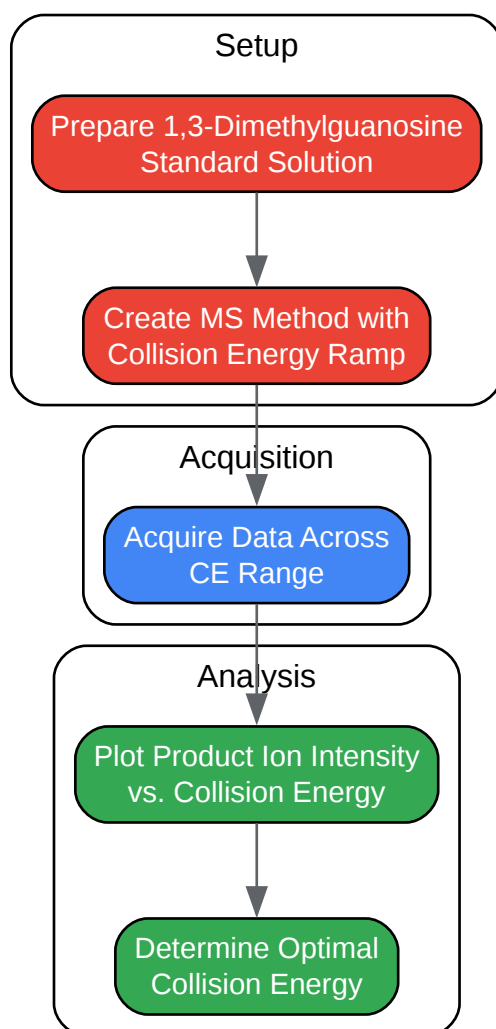 Setup
Prepare 1,3-Dimethylguanosine
Standard Solution
Create MS Method with
Collision Energy Ramp
Acquisition
Acquire Data Across
CE Range
Analysis
Plot Product Ion Intensity
vs. Collision Energy
Determine Optimal
Collision Energy